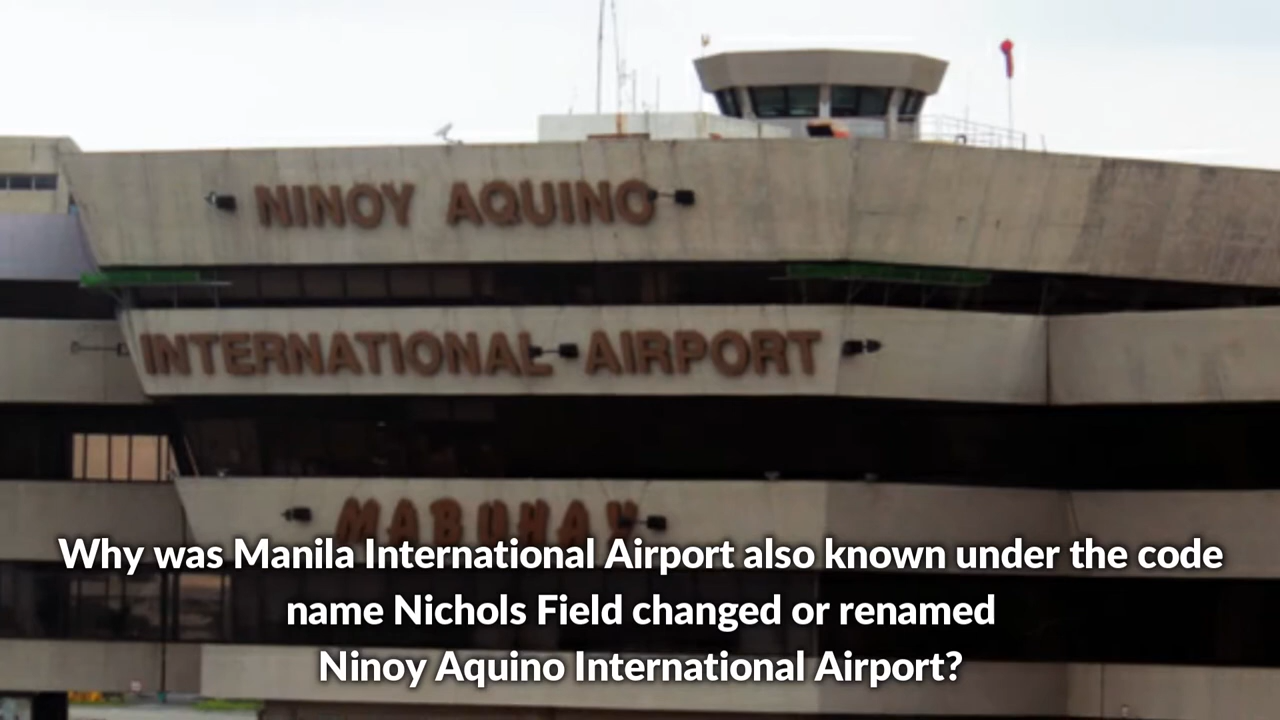 NINOY AQUINO
INTERNATIONAL AIRPORT
MABUHAY
Why was Manila International Airport also known under the code
name Nichols Field changed or renamed
Ninoy Aquino International Airport?